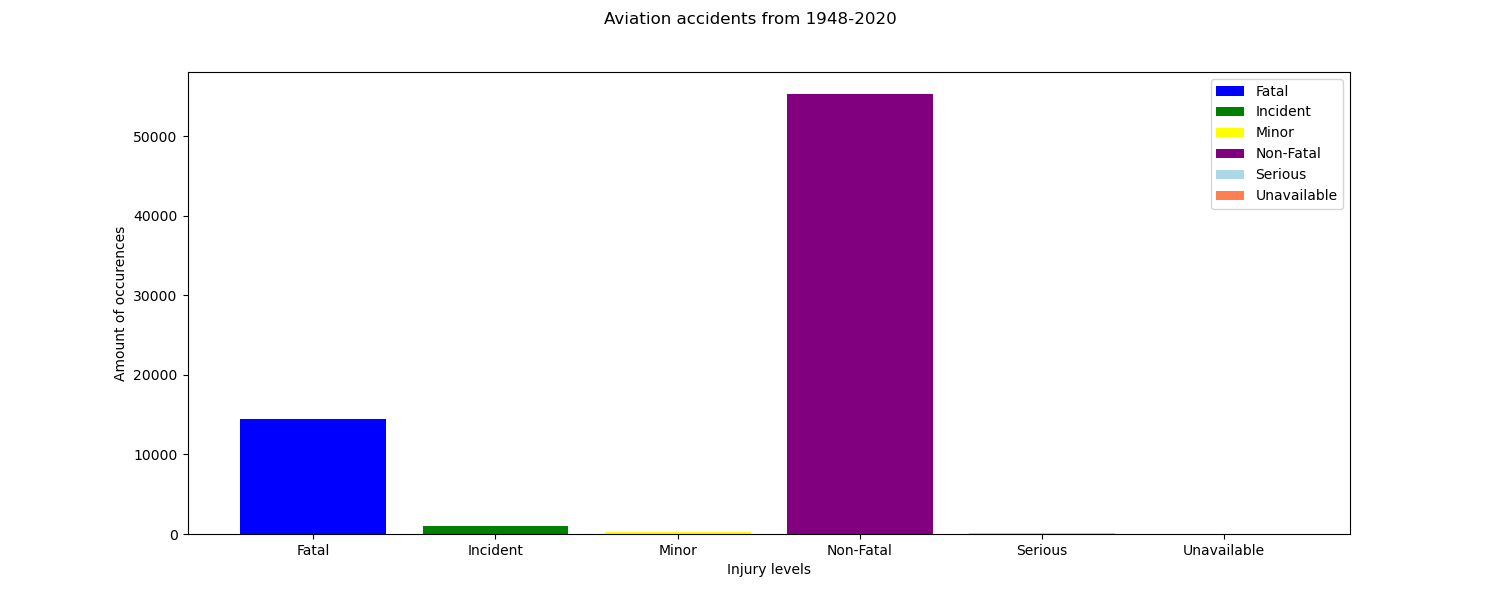 Aviation accidents from 1948-2020
Fatal
Incident
Minor
Non-Fatal
Serious
Unavailable
50000
40000
30000
20000
10000
0
Amount of occurences
Fatal Incident Minor Non-Fatal Serious Unavailable
Injury levels